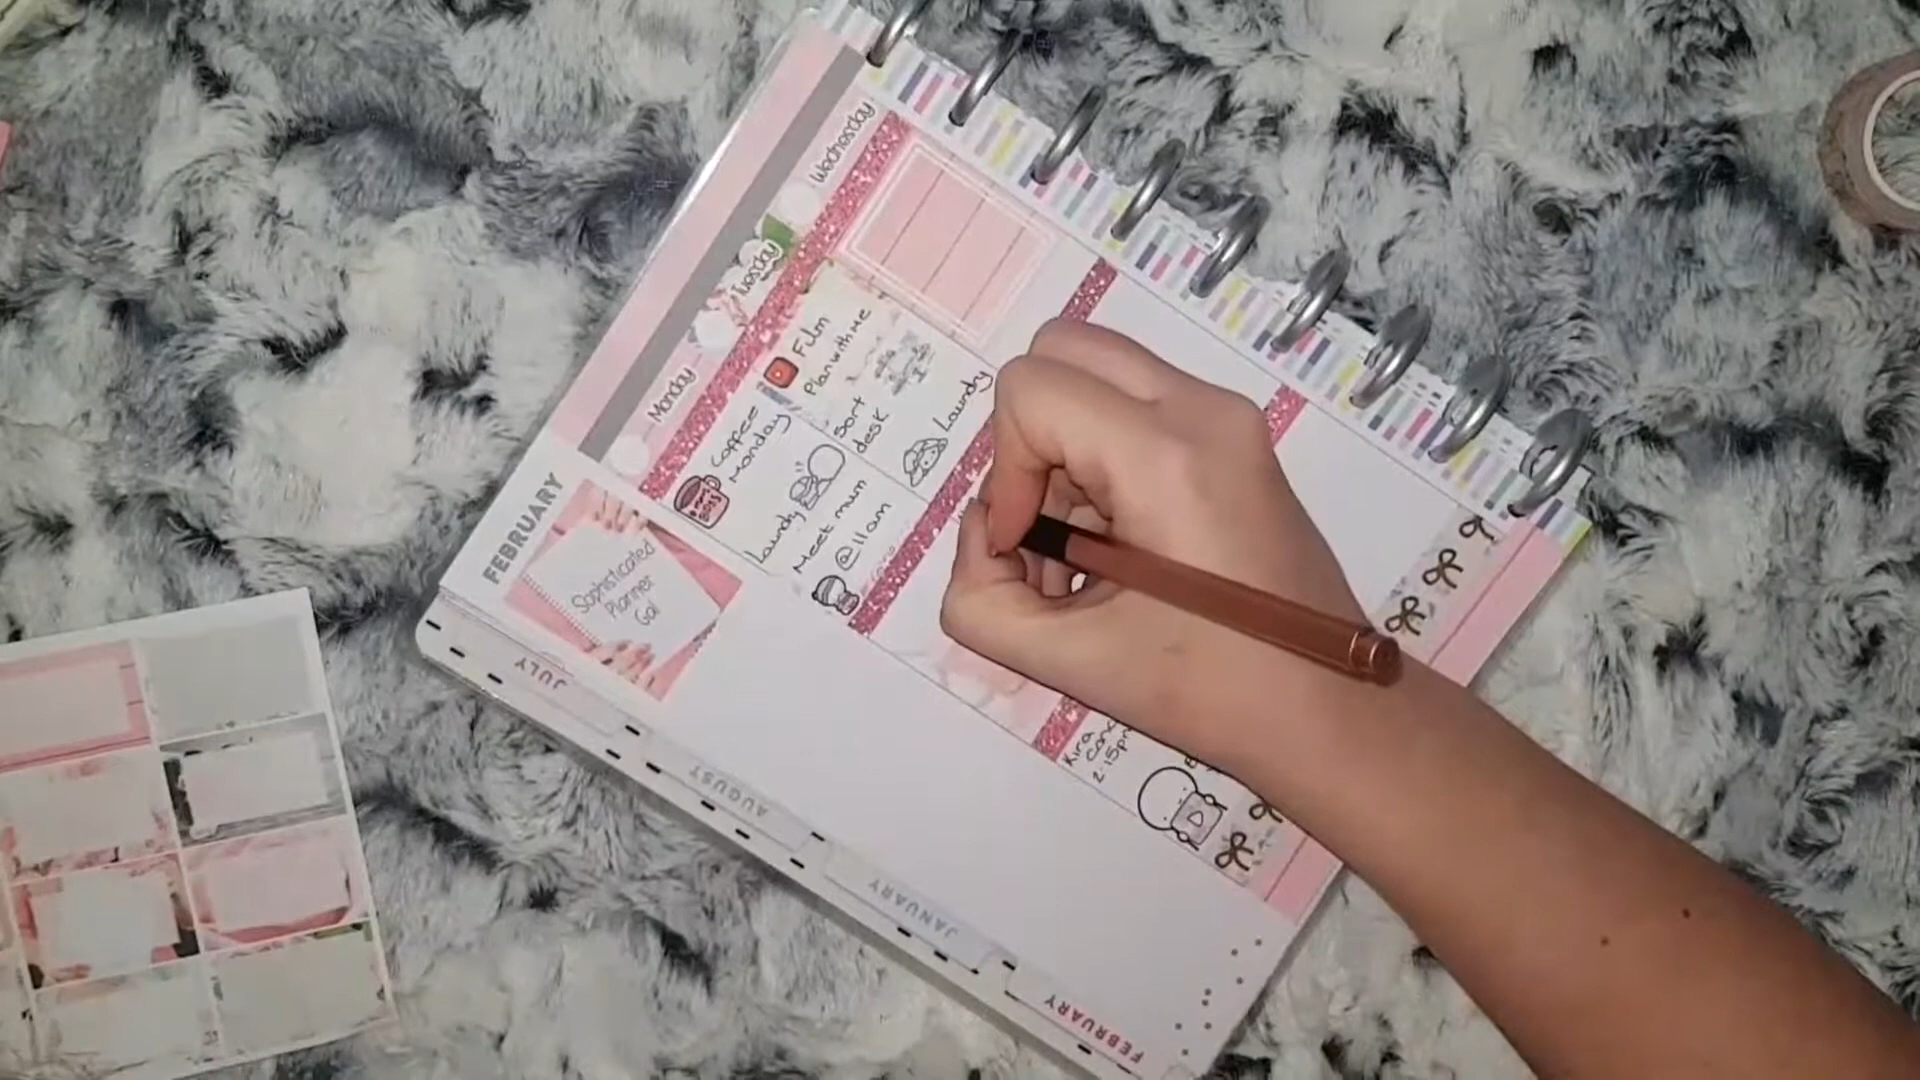 Wednesday
Tuesday
Monday
FEBRUARY
Sophisticated
Planner
Gal
Coffee
Monday
BOSS
Laundry
Meet mum
@ 11am
Film
Plan with me
Sort
desk
Laundry
Kira
2:15pm
JULY
AUGUST
JANUARY
FEBRUARY